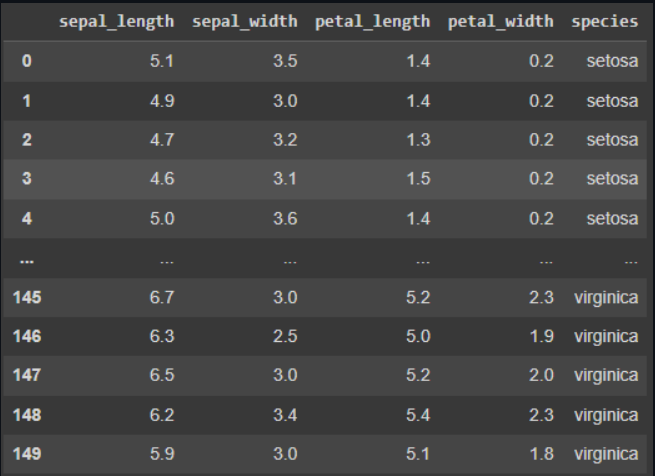 sepal_length sepal_width petal_length petal_width species
0 5.1 3.5 1.4 0.2 setosa
1 4.9 3.0 1.4 0.2 setosa
2 4.7 3.2 1.3 0.2 setosa
3 4.6 3.1 1.5 0.2 setosa
4 5.0 3.6 1.4 0.2 setosa
... ... ... ... ... ...
145 6.7 3.0 5.2 2.3 virginica
146 6.3 2.5 5.0 1.9 virginica
147 6.5 3.0 5.2 2.0 virginica
148 6.2 3.4 5.4 2.3 virginica
149 5.9 3.0 5.1 1.8 virginica